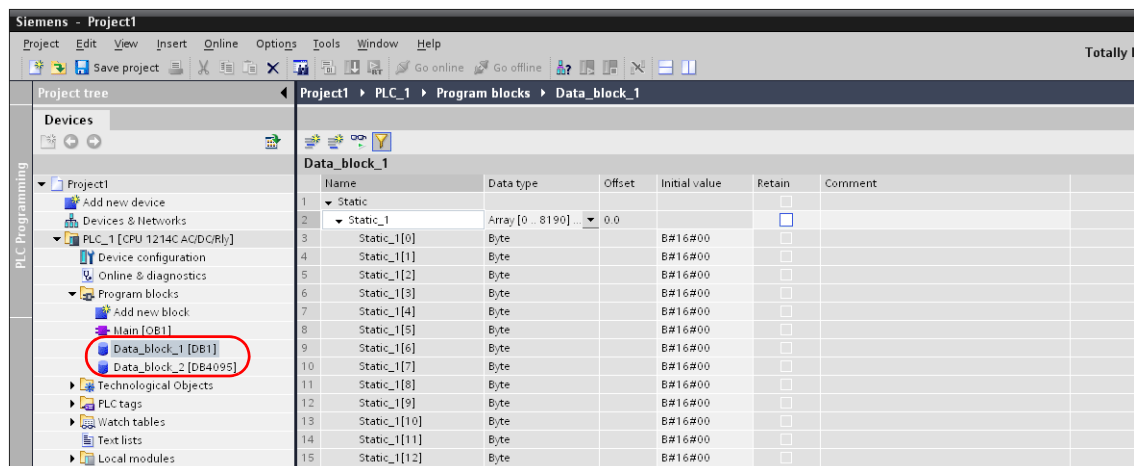 Siemens - Project1
Project Edit View Insert Online Options Tools Window Help
Totally
Save project Go online Go offline
Project tree
Project1 PLC_1 Program blocks Data_block_1
Devices
PLC Programming
Data_block_1
Name Data type Offset Initial value Retain Comment
Project1
Add new device
Devices & Networks
PLC_1 [CPU 1214C AC/DC/Rly]
Device configuration
Online & diagnostics
Program blocks
Add new block
Main [OB1]
Data_block_1 [DB1]
Data_block_2 [DB4095]
Technological Objects
PLC tags
Watch tables
Text lists
Local modules
1 Static
2 Static_1 Array [0 .. 8190] ... 0.0
3 Static_1[0] Byte B#16#00
4 Static_1[1] Byte B#16#00
5 Static_1[2] Byte B#16#00
6 Static_1[3] Byte B#16#00
7 Static_1[4] Byte B#16#00
8 Static_1[5] Byte B#16#00
9 Static_1[6] Byte B#16#00
10 Static_1[7] Byte B#16#00
11 Static_1[8] Byte B#16#00
12 Static_1[9] Byte B#16#00
13 Static_1[10] Byte B#16#00
14 Static_1[11] Byte B#16#00
15 Static_1[12] Byte B#16#00